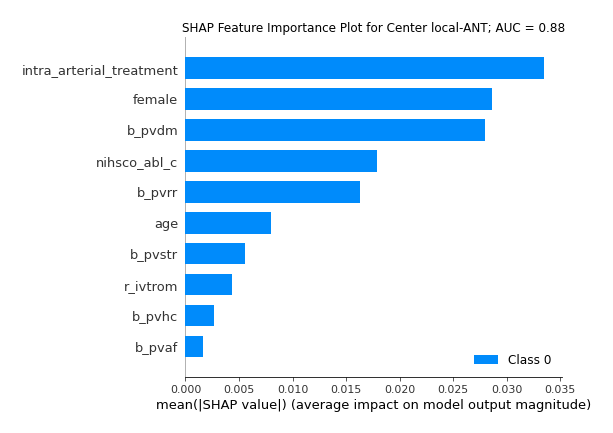 SHAP Feature Importance Plot for Center local-ANT; AUC = 0.88
intra_arterial_treatment
female
b_pvdm
nihsco_abl_c
b_pvrr
age
b_pvstr
r_ivtrom
b_pvhc
b_pvaf
Class 0
0.000 0.005 0.010 0.015 0.020 0.025 0.030 0.035
mean(|SHAP value|) (average impact on model output magnitude)